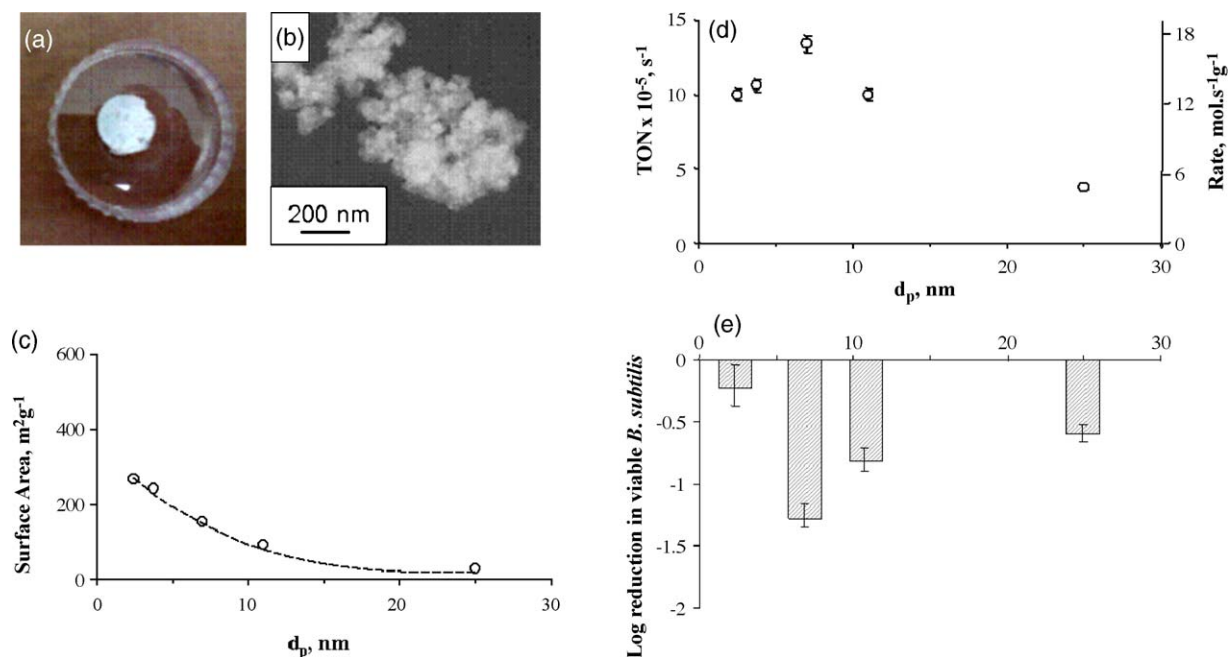 (a)
(b)
200 nm
(c)
600
400
200
0
Surface Area, m²g⁻¹
0
10
20
30
dₚ, nm
(d)
15
10
5
0
TON x 10⁻⁵, s⁻¹
18
12
6
0
Rate, mol.s⁻¹g⁻¹
0
10
20
30
dₚ, nm
(e)
0
10
20
30
0
-0.5
-1
-1.5
-2
Log reduction in viable B. subtilis